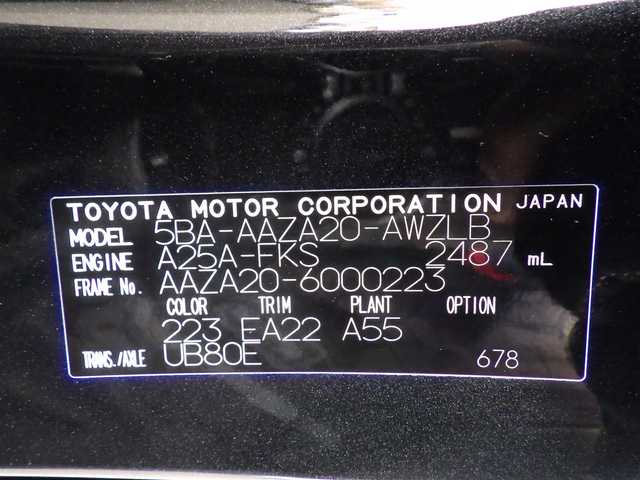 TOYOTA MOTOR CORPORATION JAPAN
MODEL 5BA-AAZA20-AWZLB
ENGINE A25A-FKS 2487 mL
FRAME No. AAZA20-6000223
COLOR TRIM PLANT OPTION
223 EA22 A55
TRANS./AXLE UB80E 678